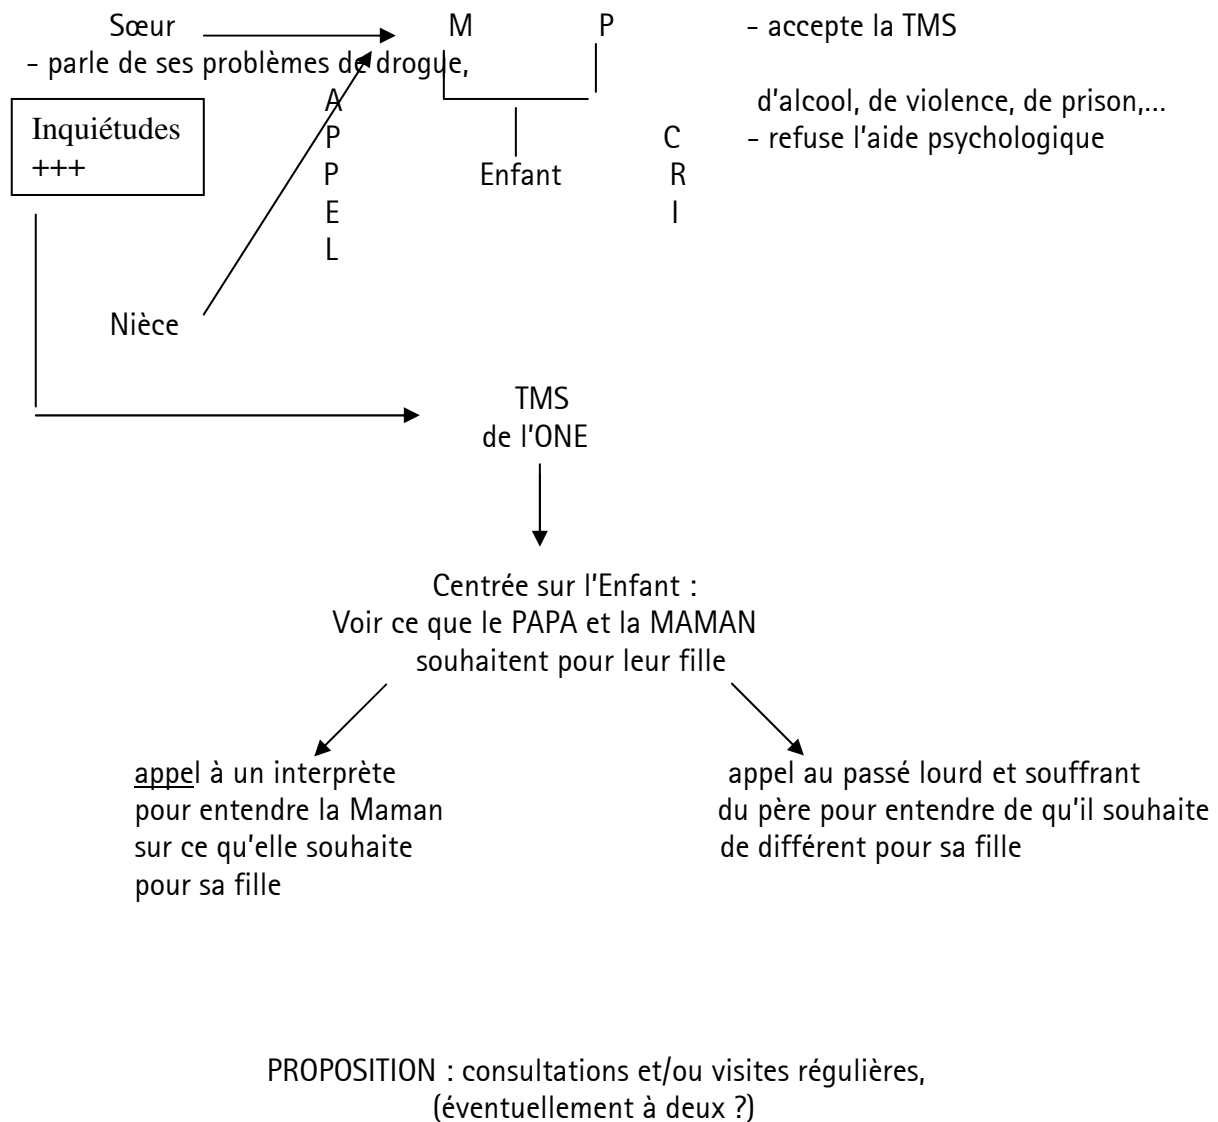 Sœur M P - accepte la TMS
- parle de ses problèmes de drogue,
A d'alcool, de violence, de prison,...
Inquiétudes
+++
P C - refuse l'aide psychologique
P Enfant R
E I
L
Nièce
TMS
de l'ONE
Centrée sur l'Enfant :
Voir ce que le PAPA et la MAMAN
souhaitent pour leur fille
appel à un interprète
pour entendre la Maman
sur ce qu'elle souhaite
pour sa fille
appel au passé lourd et souffrant
du père pour entendre de qu'il souhaite
de différent pour sa fille
PROPOSITION : consultations et/ou visites régulières,
(éventuellement à deux ?)